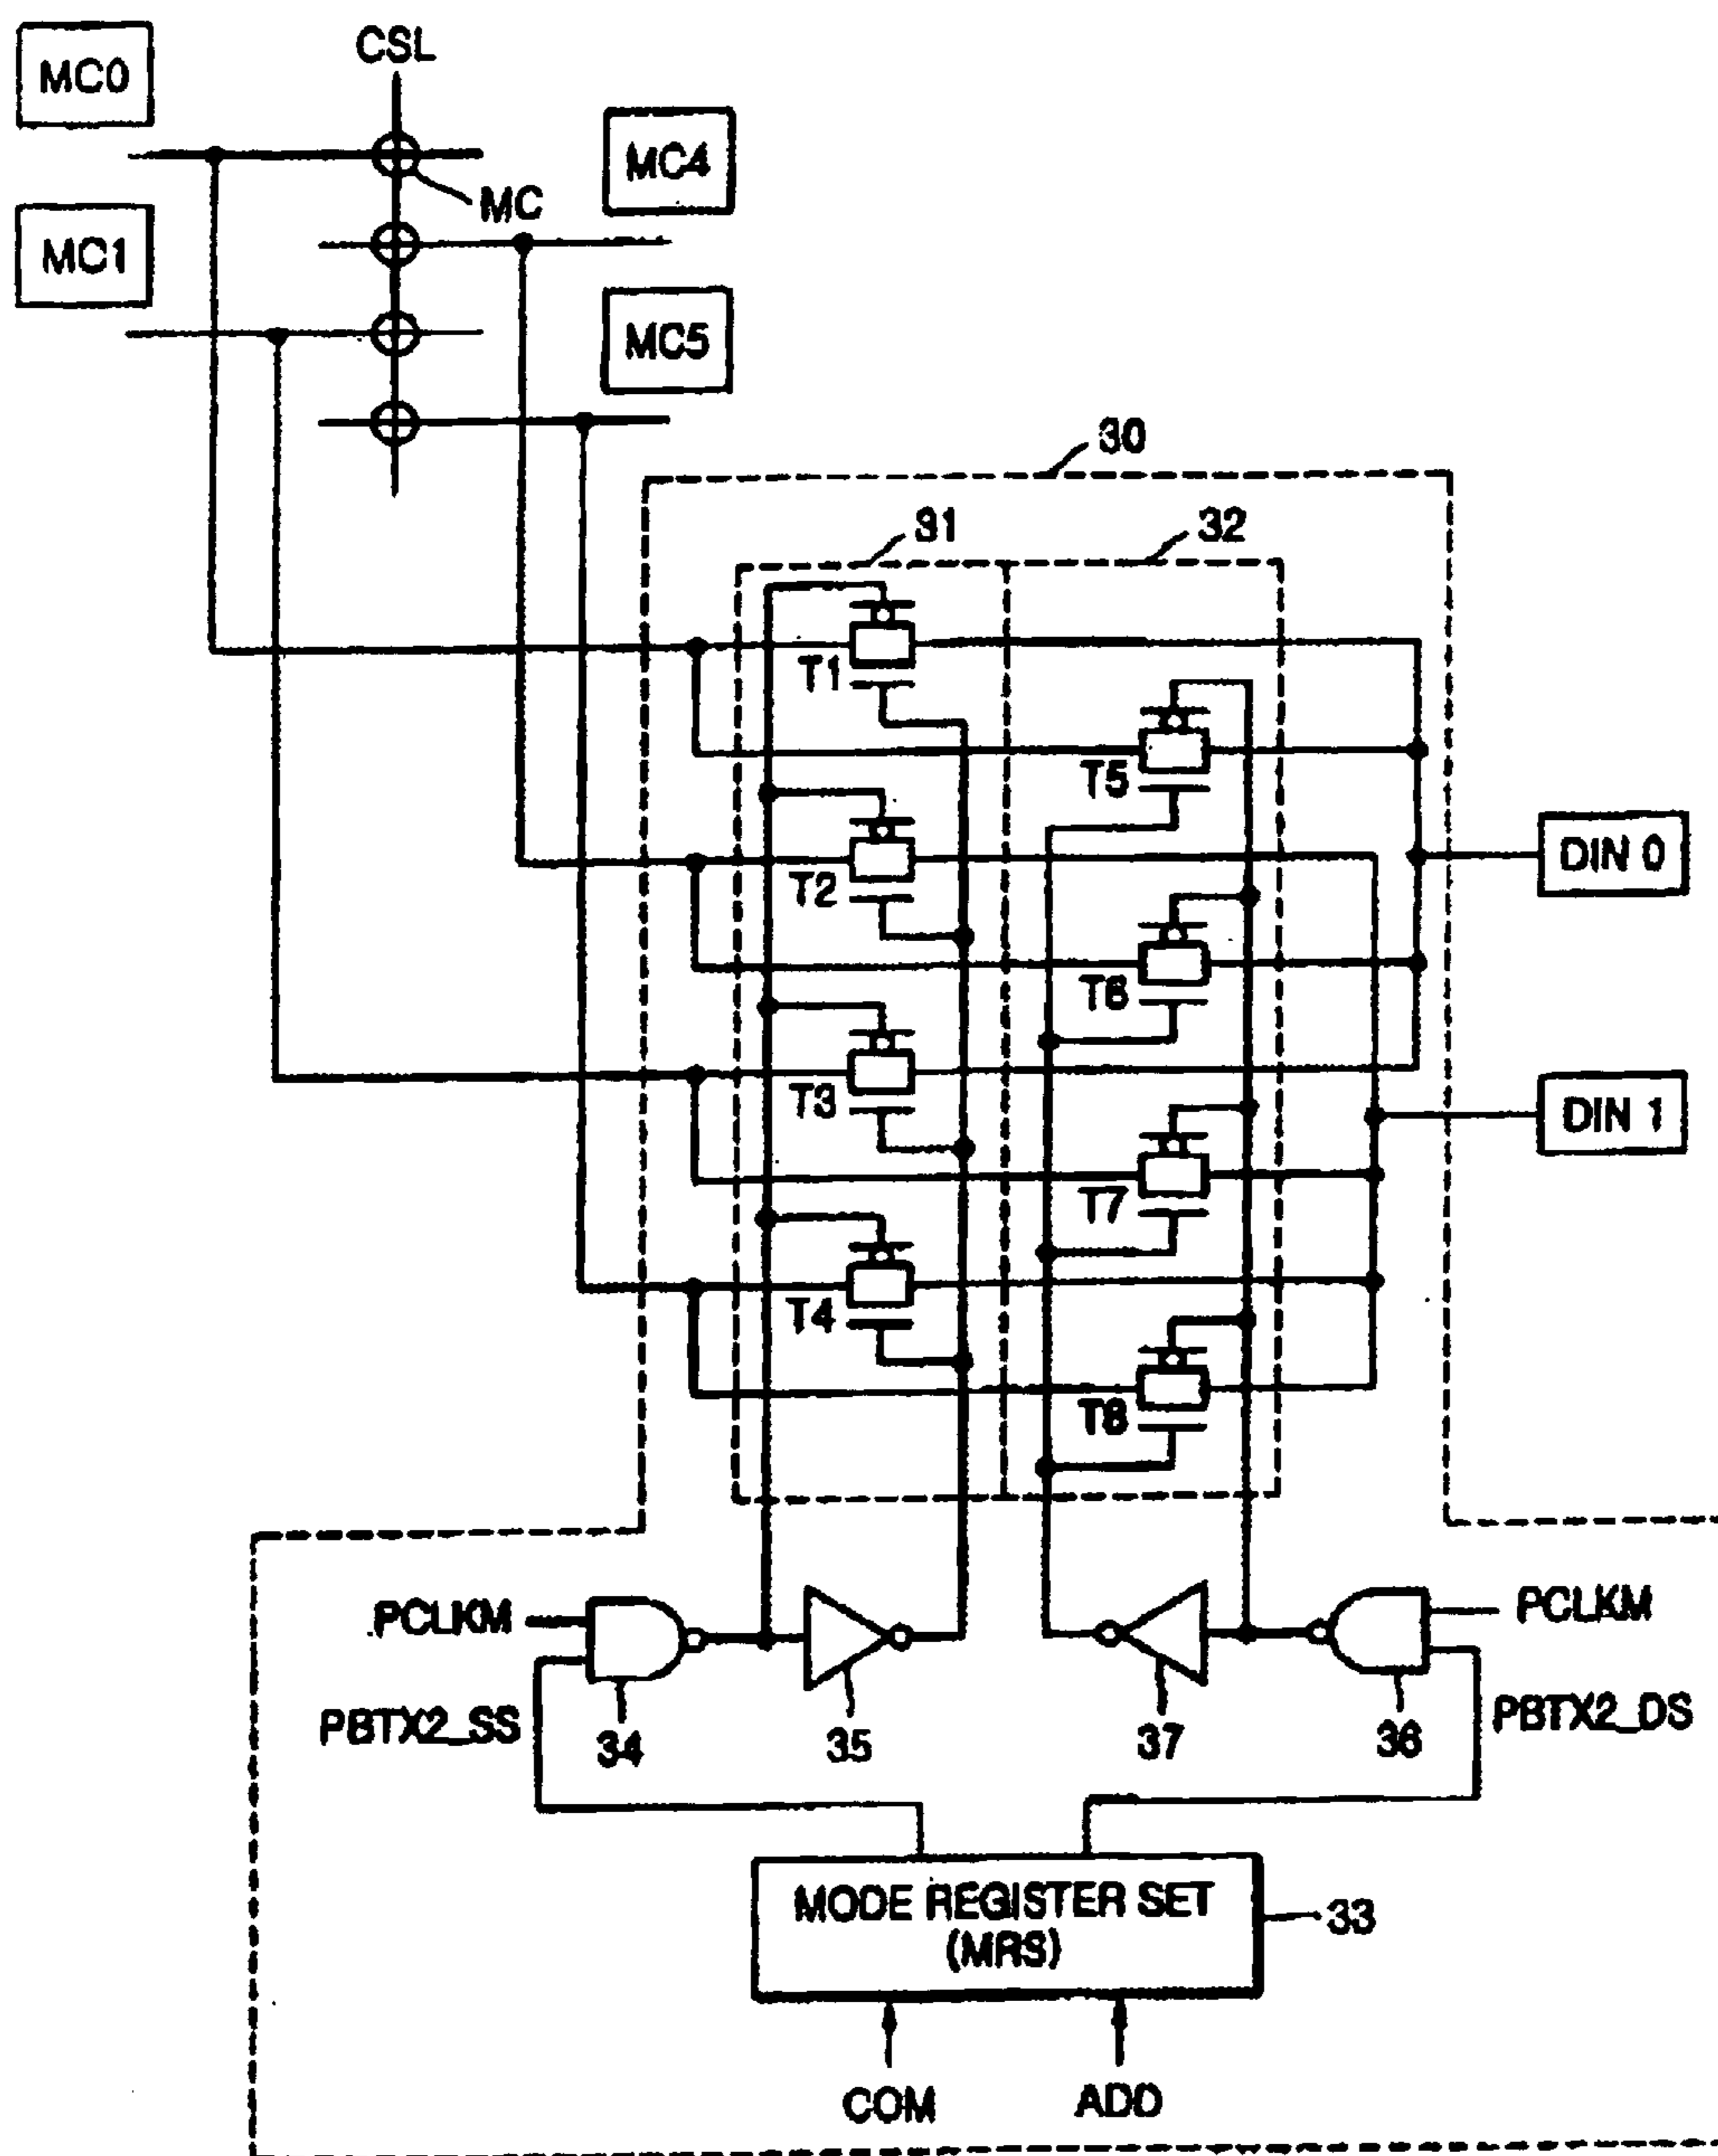 MC0
CSL
MC4
MC
MC1
MC5
30
31
32
T1
T5
T2
DIN 0
T6
T3
DIN 1
T7
T4
T8
PCLKM
PCLKM
PBTX2_SS
34
35
37
36
PBTX2_DS
MODE REGISTER SET
(MRS)
33
COM
ADD